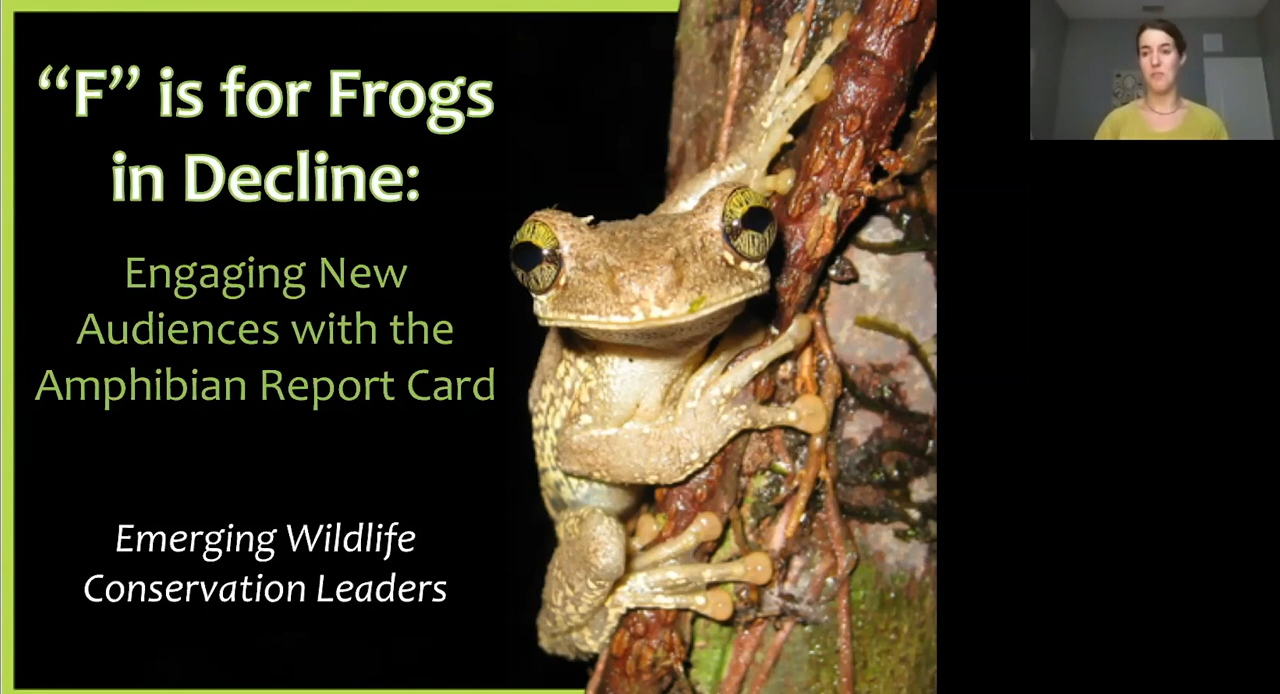 “F” is for Frogs
in Decline:
Engaging New
Audiences with the
Amphibian Report Card
Emerging Wildlife
Conservation Leaders